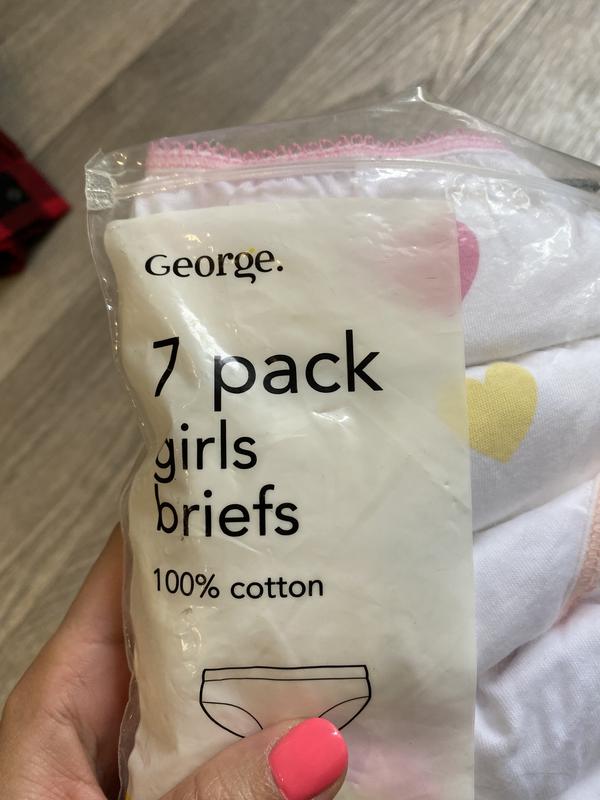 George.
7 pack
girls
briefs
100% cotton